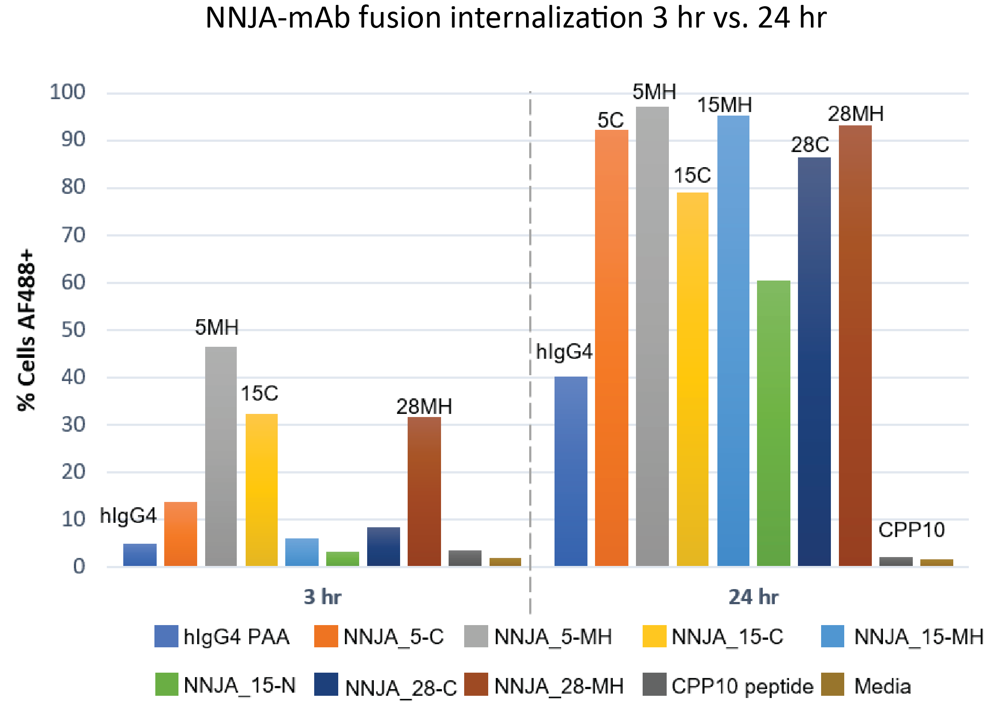 NNJA-mAb fusion internalization 3 hr vs. 24 hr
% Cells AF488+
100
90
80
70
60
50
40
30
20
10
0
hIgG4
5MH
15C
28MH
hIgG4
5C
5MH
15C
15MH
28C
28MH
CPP10
3 hr
24 hr
hIgG4 PAA
NNJA_5-C
NNJA_5-MH
NNJA_15-C
NNJA_15-MH
NNJA_15-N
NNJA_28-C
NNJA_28-MH
CPP10 peptide
Media